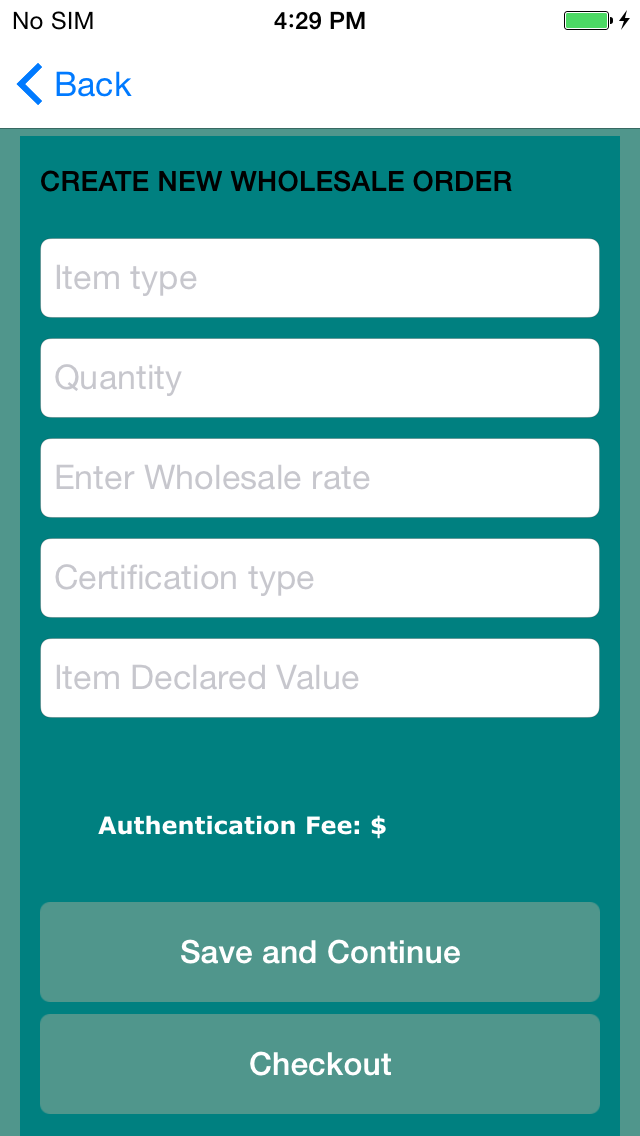 No SIM 4:29 PM
Back
CREATE NEW WHOLESALE ORDER
Item type
Quantity
Enter Wholesale rate
Certification type
Item Declared Value
Authentication Fee: $
Save and Continue
Checkout